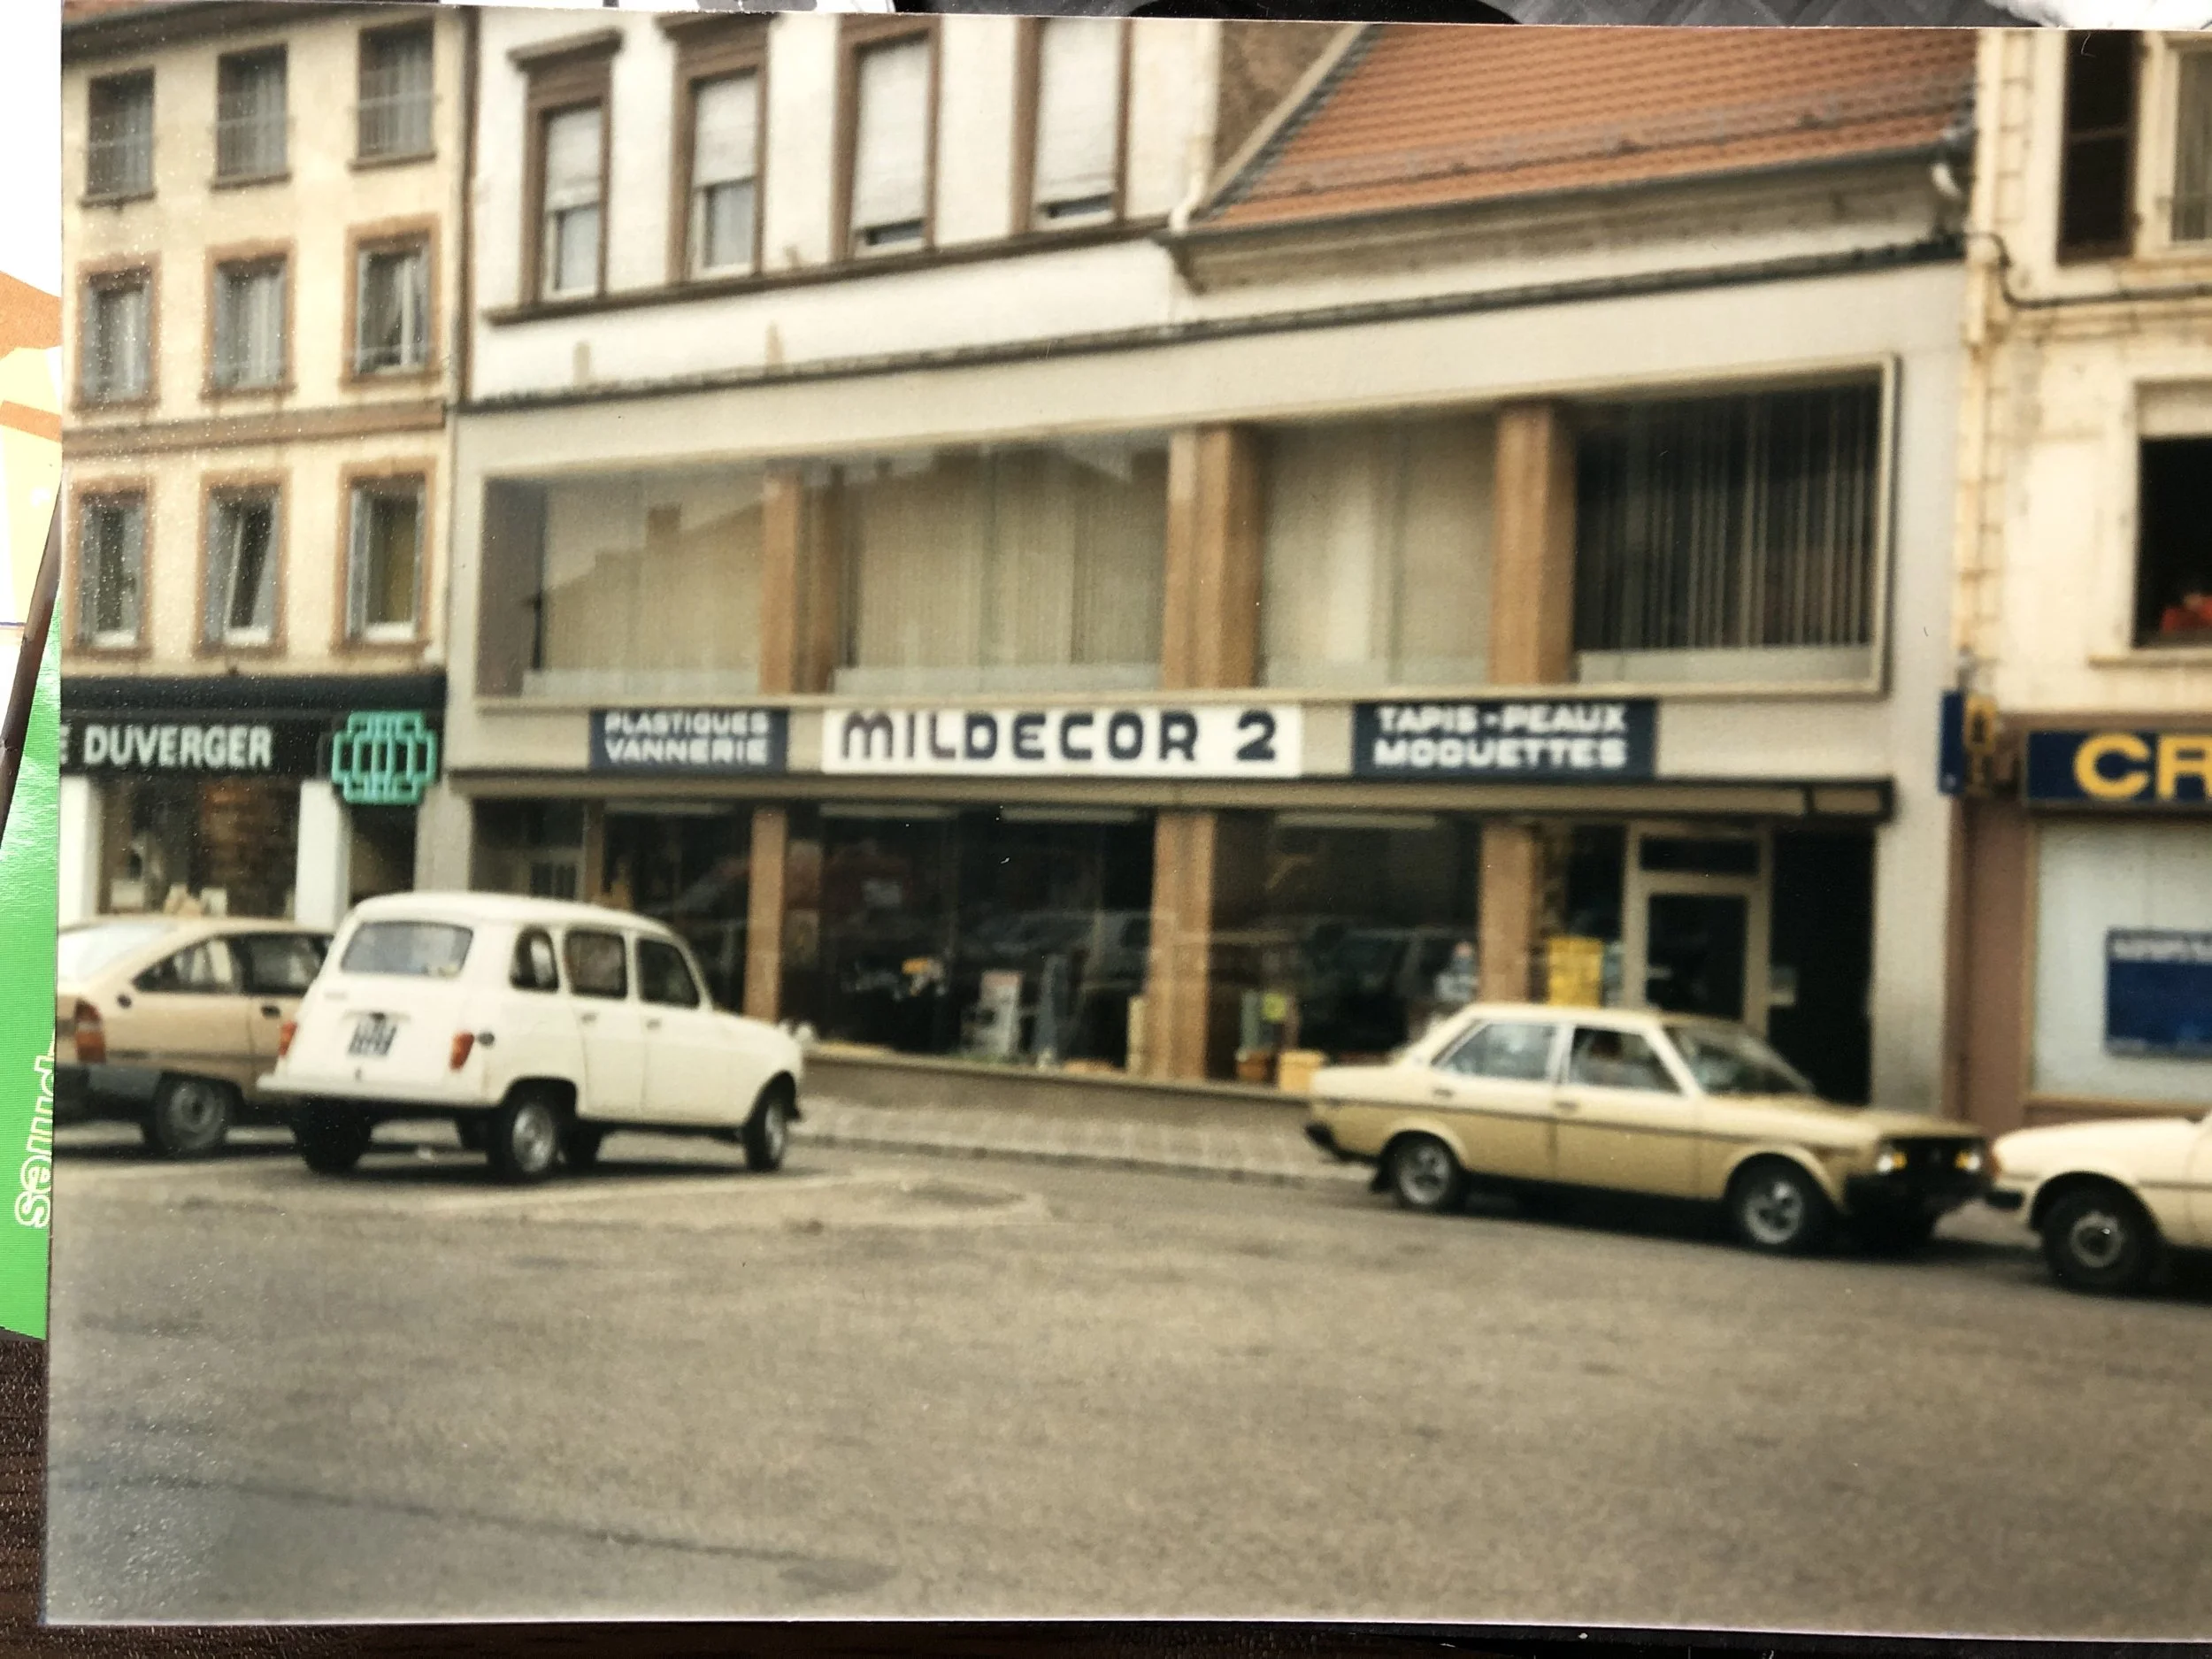 E DUVERGER
PLASTIQUES
VANNERIE
MILDECOR 2
TAPIS-PEAUX
MOQUETTES
CR